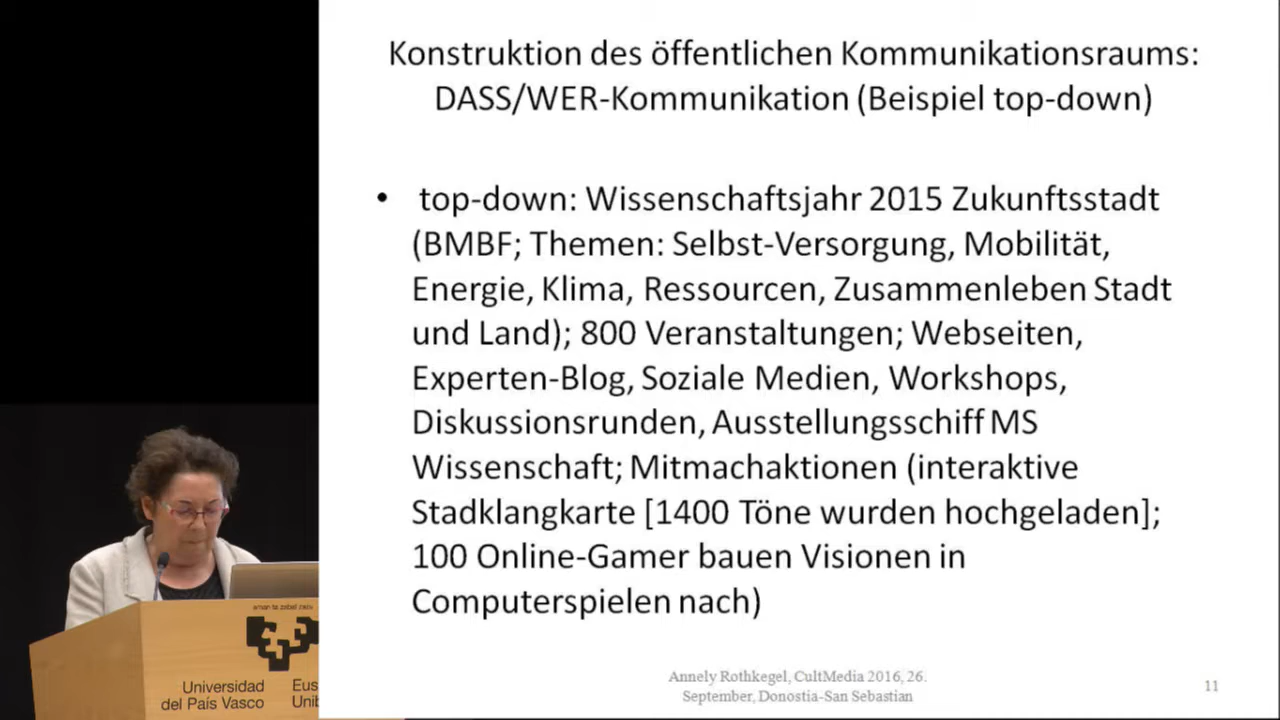 Konstruktion des öffentlichen Kommunikationsraums:
DASS/WER-Kommunikation (Beispiel top-down)
• top-down: Wissenschaftsjahr 2015 Zukunftsstadt
(BMBF; Themen: Selbst-Versorgung, Mobilität,
Energie, Klima, Ressourcen, Zusammenleben Stadt
und Land); 800 Veranstaltungen; Webseiten,
Experten-Blog, Soziale Medien, Workshops,
Diskussionsrunden, Ausstellungsschiff MS
Wissenschaft; Mitmachaktionen (interaktive
Stadklangkarte [1400 Töne wurden hochgeladen];
100 Online-Gamer bauen Visionen in
Computerspielen nach)
Annely Rothkegel, CultMedia 2016, 26.
September, Donostia-San Sebastian
11
Universidad
del País Vasco
Eus
Unib